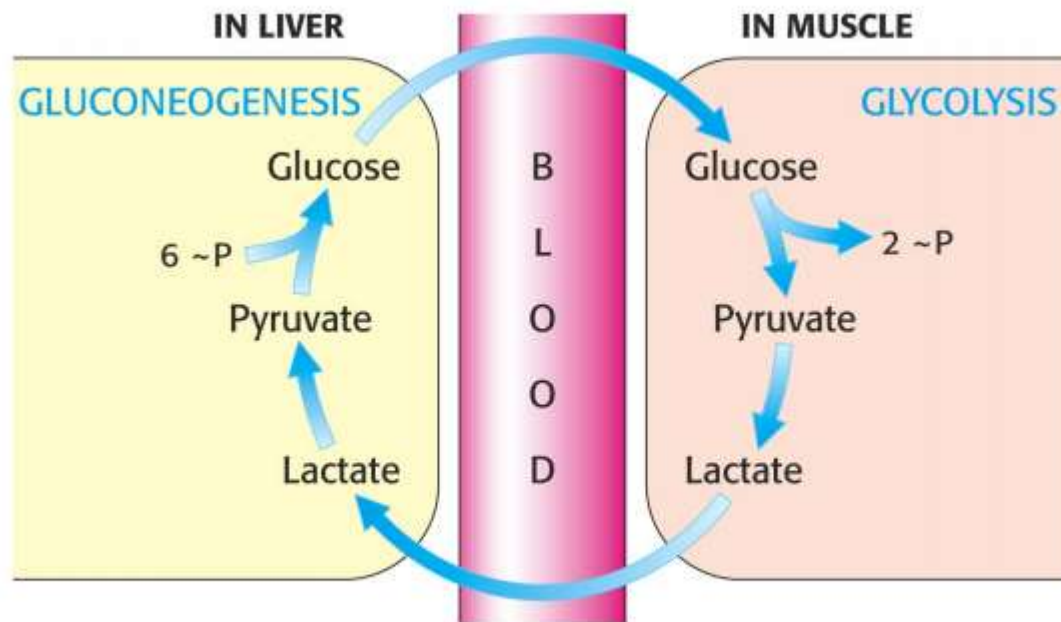 IN LIVER
IN MUSCLE
GLUCONEOGENESIS
GLYCOLYSIS
Glucose
6 ~P
Pyruvate
Lactate
B
L
O
O
D
Glucose
2 ~P
Pyruvate
Lactate